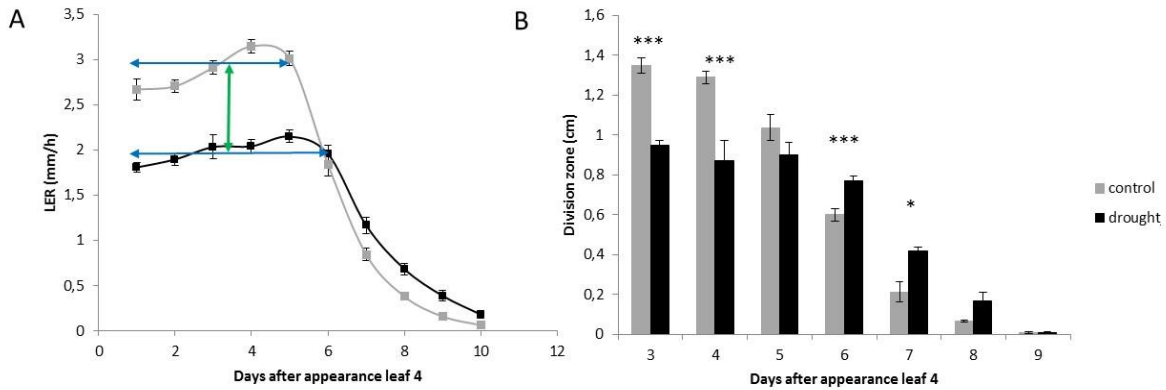 A
3,5
3
2,5
2
1,5
1
0,5
0
LER (mm/h)
0 2 4 6 8 10 12
Days after appearance leaf 4
B
1,6
1,4
1,2
1
0,8
0,6
0,4
0,2
0
Division zone (cm)
***
***
***
*
3 4 5 6 7 8 9
Days after appearance leaf 4
control
drought